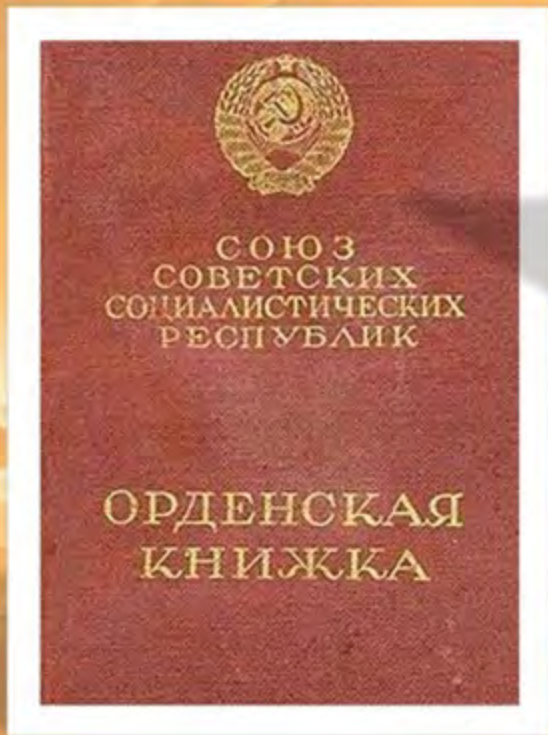 СОЮЗ
СОВЕТСКИХ
СОЦИАЛИСТИЧЕСКИХ
РЕСПУБЛИК
ОРДЕНСКАЯ
КНИЖКА